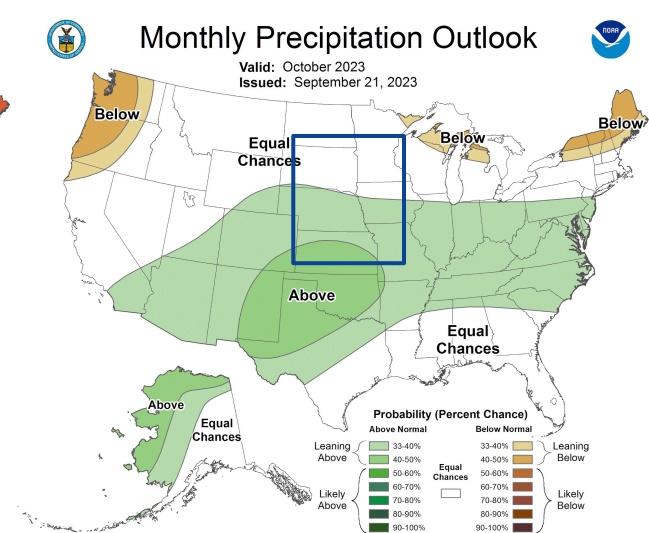 Monthly Precipitation Outlook
Valid: October 2023
Issued: September 21, 2023
NOAA
Below
Equal
Chances
Below
Below
Above
Equal
Chances
Above
Equal
Chances
Probability (Percent Chance)
Above Normal
Below Normal
Leaning
Above
33-40%
40-50%
Likely
Above
50-60%
60-70%
70-80%
80-90%
90-100%
Equal
Chances
33-40%
40-50%
Leaning
Below
50-60%
60-70%
70-80%
80-90%
90-100%
Likely
Below